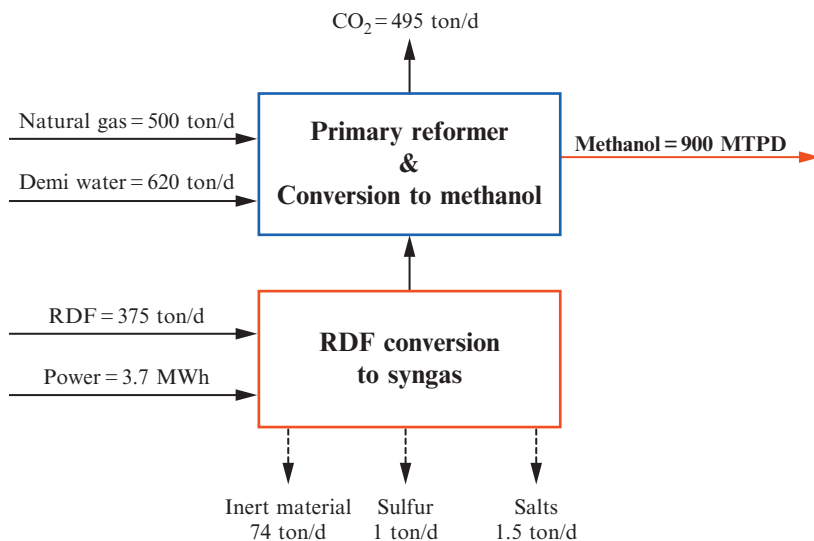 CO₂ = 495 ton/d
Natural gas = 500 ton/d
Demi water = 620 ton/d
Primary reformer
&
Conversion to methanol
Methanol = 900 MTPD
RDF = 375 ton/d
Power = 3.7 MWh
RDF conversion
to syngas
Inert material
74 ton/d
Sulfur
1 ton/d
Salts
1.5 ton/d